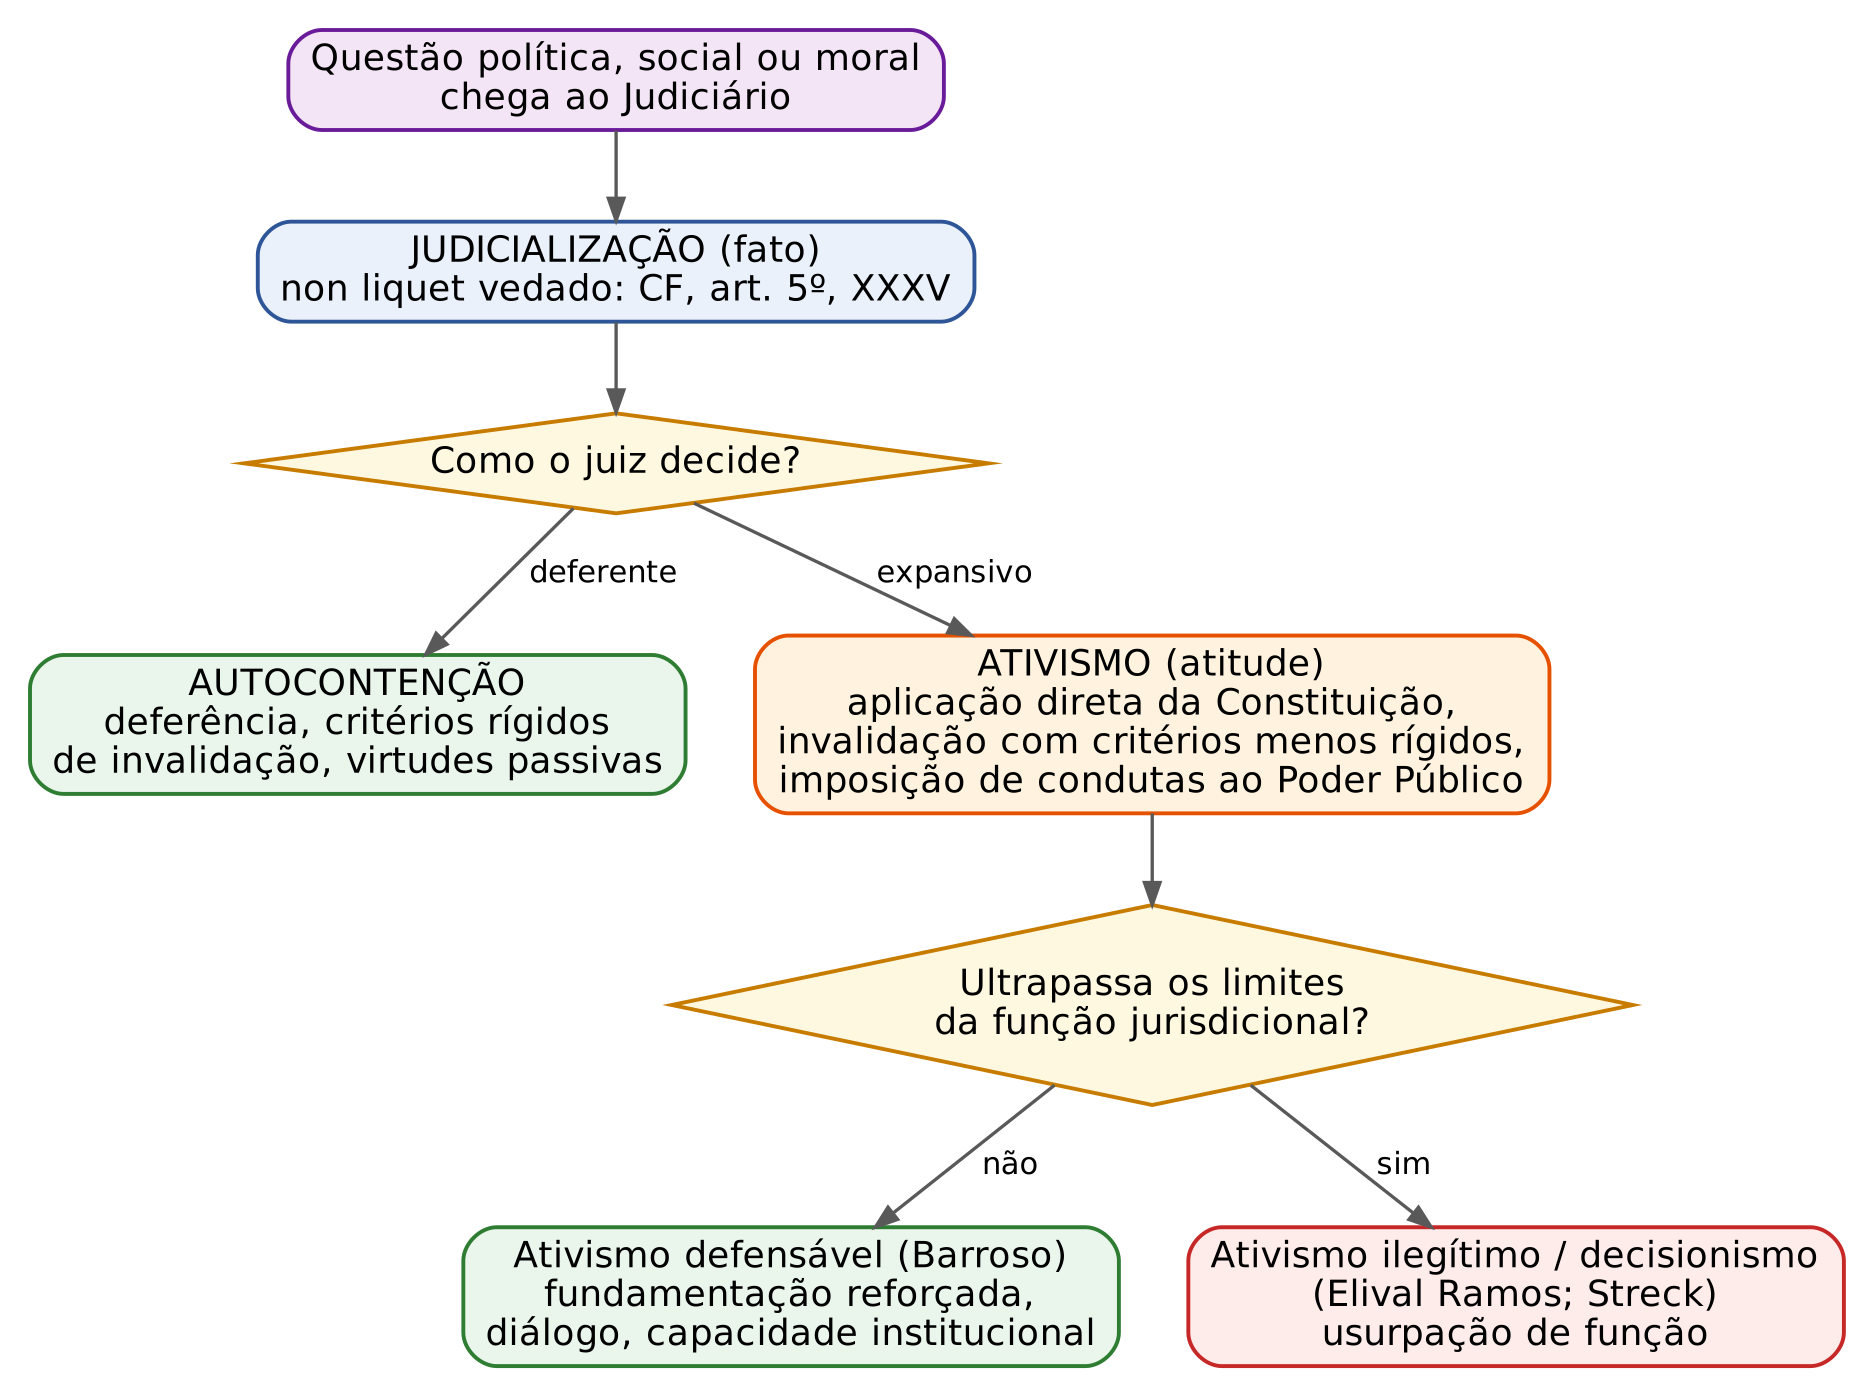 Questão política, social ou moral
chega ao Judiciário
JUDICIALIZAÇÃO (fato)
non liquet vedado: CF, art. 5º, XXXV
Como o juiz decide?
deferente
expansivo
AUTOCONTENÇÃO
deferência, critérios rígidos
de invalidação, virtudes passivas
ATIVISMO (atitude)
aplicação direta da Constituição,
invalidação com critérios menos rígidos,
imposição de condutas ao Poder Público
Ultrapassa os limites
da função jurisdicional?
não
sim
Ativismo defensável (Barroso)
fundamentação reforçada,
diálogo, capacidade institucional
Ativismo ilegítimo / decisionismo
(Elival Ramos; Streck)
usurpação de função